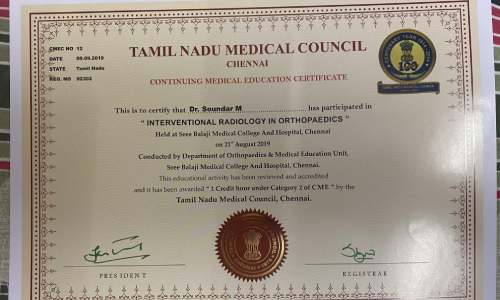 TAMIL NADU MEDICAL COUNCIL
CHENNAI
CMEC NO 12
DATE 09.09.2019
STATE Tamil Nadu
REG. NO 92302
CONTINUING MEDICAL EDUCATION CERTIFICATE
This is to certify that Dr. Soundar M has participated in
" INTERVENTIONAL RADIOLOGY IN ORTHOPAEDICS "
Held at Sree Balaji Medical College And Hospital, Chennai
on 21st August 2019
Conducted by Department of Orthopaedics & Medical Education Unit,
Sree Balaji Medical College And Hospital, Chennai.
This educational activity has been reviewed and accredited
and it has been awarded " 1 Credit hour under Category 2 of CME " by the
Tamil Nadu Medical Council, Chennai.
PRESIDENT
REGISTRAR